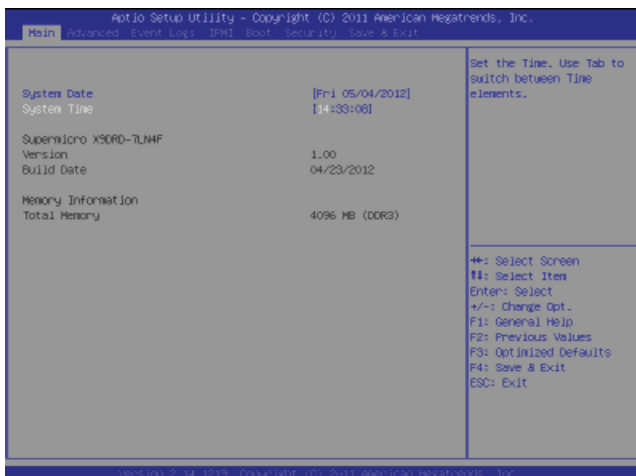 Aptio Setup Utility – Copyright (C) 2011 American Megatrends, Inc.
Main Advanced Event Logs IPMI Boot Security Save & Exit
System Date [Fri 05/04/2012]
System Time [14:33:08]
Supermicro X9DRD-7LN4F
Version 1.00
Build Date 04/23/2012
Memory Information
Total Memory 4096 MB (DDR3)
Set the Time. Use Tab to
switch between Time
elements.
→←: Select Screen
↑↓: Select Item
Enter: Select
+/-: Change Opt.
F1: General Help
F2: Previous Values
F3: Optimized Defaults
F4: Save & Exit
ESC: Exit
Version 2.14.1219. Copyright (C) 2011 American Megatrends, Inc.